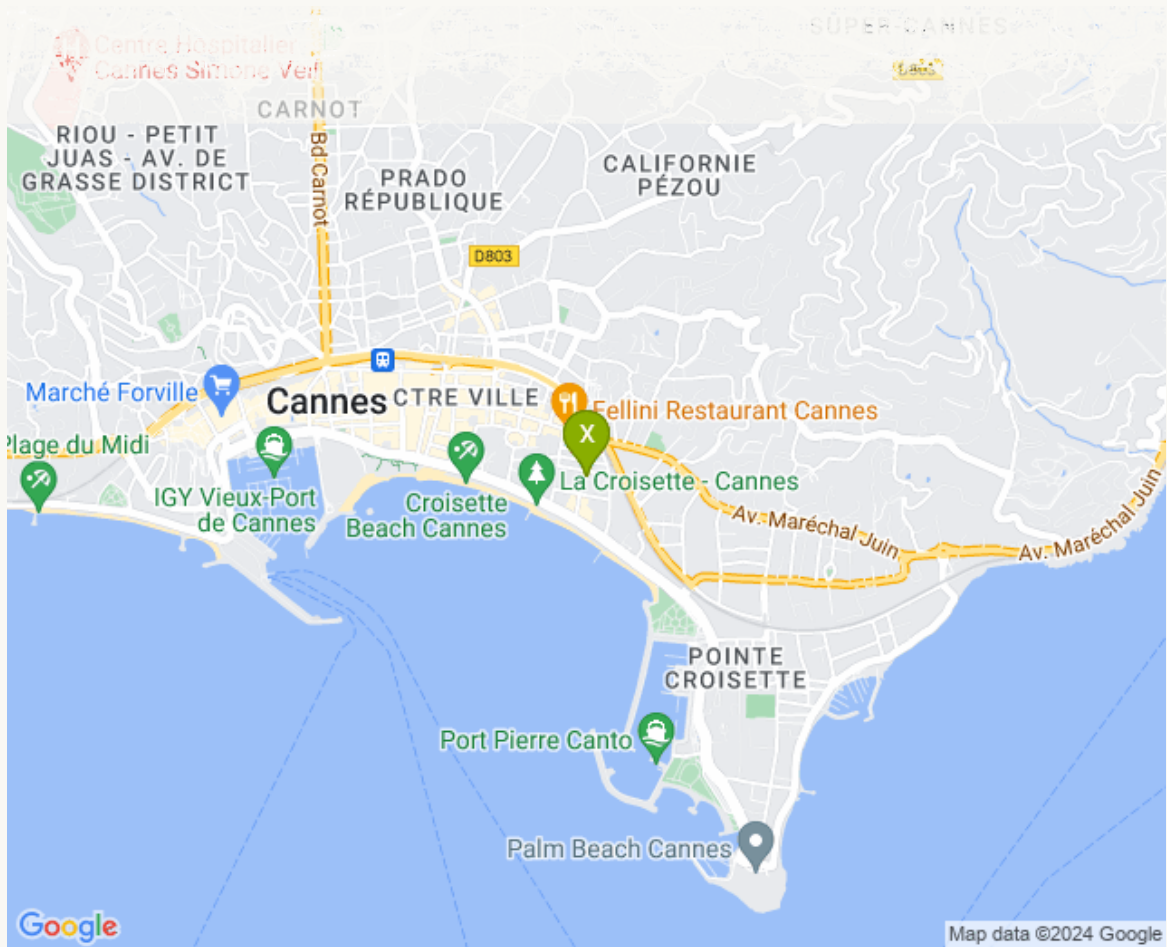 SUPER-CANNES
Centre Hospitalier
Cannes Simone Veil
D803
CARNOT
RIOU - PETIT
JUAS - AV. DE
GRASSE DISTRICT
Bd Carnot
PRADO
RÉPUBLIQUE
CALIFORNIE
PÉZOU
D803
Marché Forville
Cannes
CTRE VILLE
Fellini Restaurant Cannes
X
Plage du Midi
IGY Vieux-Port
de Cannes
Croisette
Beach Cannes
La Croisette - Cannes
Av. Maréchal Juin
Av. Maréchal Juin
POINTE
CROISETTE
Port Pierre Canto
Palm Beach Cannes
Google
Map data ©2024 Google